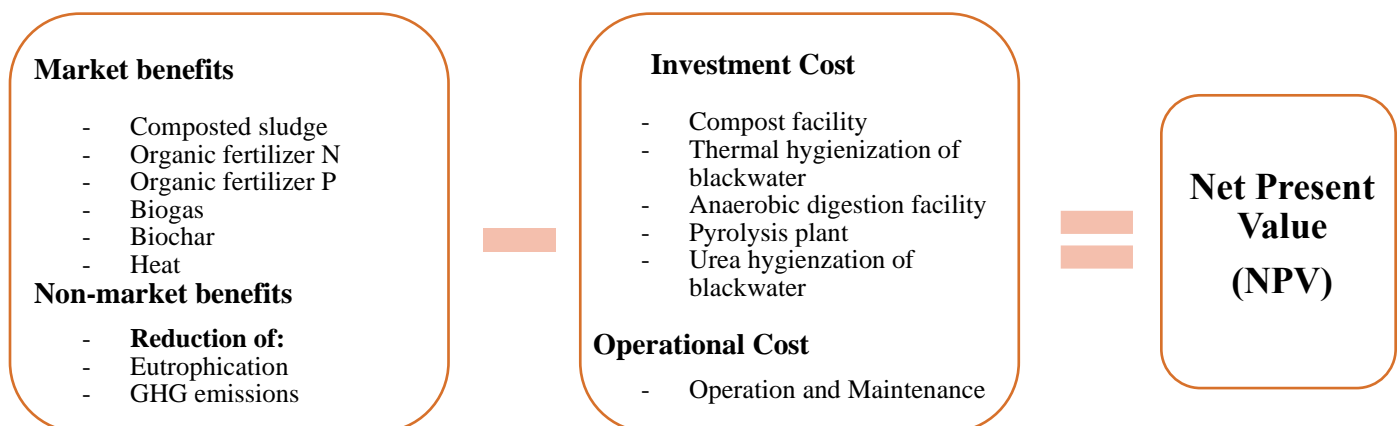 Market benefits
- Composted sludge
- Organic fertilizer N
- Organic fertilizer P
- Biogas
- Biochar
- Heat
Non-market benefits
- Reduction of:
- Eutrophication
- GHG emissions
Investment Cost
- Compost facility
- Thermal hygienization of
blackwater
- Anaerobic digestion facility
- Pyrolysis plant
- Urea hygienzation of
blackwater
Operational Cost
- Operation and Maintenance
Net Present
Value
(NPV)